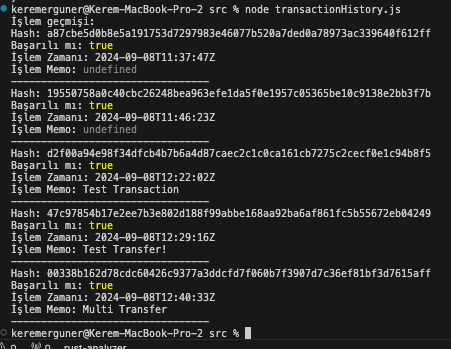 keremerguner@Kerem-MacBook-Pro-2 src % node transactionHistory.js
İşlem geçmişi:
Hash: a87cbe5d0b8e5a191753d7297983e46077b520a7ded0a78973ac339640f612ff
Başarılı mı: true
İşlem Zamanı: 2024-09-08T11:37:47Z
İşlem Memo: undefined
----------------------------------
Hash: 19550758a0c40cbc26248bea963efe1da5f0e1957c05365be10c9138e2bb3f7b
Başarılı mı: true
İşlem Zamanı: 2024-09-08T11:46:23Z
İşlem Memo: undefined
----------------------------------
Hash: d2f00a94e98f34dfcb4b7b6a4d87caec2c1c0ca161cb7275c2cecf0e1c94b8f5
Başarılı mı: true
İşlem Zamanı: 2024-09-08T12:22:02Z
İşlem Memo: Test Transaction
----------------------------------
Hash: 47c97854b17e2ee7b3e802d188f99abbe168aa92ba6af861fc5b55672eb04249
Başarılı mı: true
İşlem Zamanı: 2024-09-08T12:29:16Z
İşlem Memo: Test Transfer!
----------------------------------
Hash: 00338b162d78cdc60426c9377a3ddcfd7f060b7f3907d7c36ef81bf3d7615aff
Başarılı mı: true
İşlem Zamanı: 2024-09-08T12:40:33Z
İşlem Memo: Multi Transfer
----------------------------------
keremerguner@Kerem-MacBook-Pro-2 src %
0 0 rust-analyzer